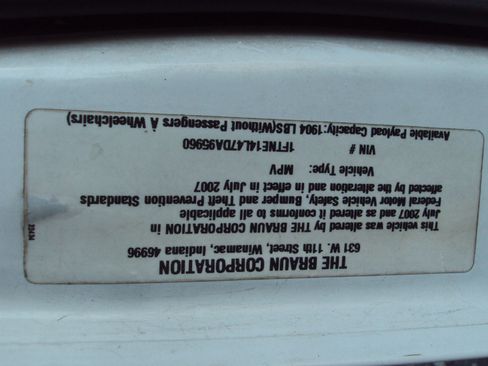 THE BRAUN CORPORATION
631 W. 11th Street, Winamac, Indiana 46996
This vehicle was altered by THE BRAUN CORPORATION in
July 2007 and as altered it conforms to all applicable
Federal Motor Vehicle, Safety, Bumper and Theft Prevention Standards
affected by the alteration and in effect in July 2007
Vehicle Type: MPV
VIN # 1FTNE14L47DA95960
Available Payload Capacity: 1904 LBS(Without Passengers À Wheelchairs)